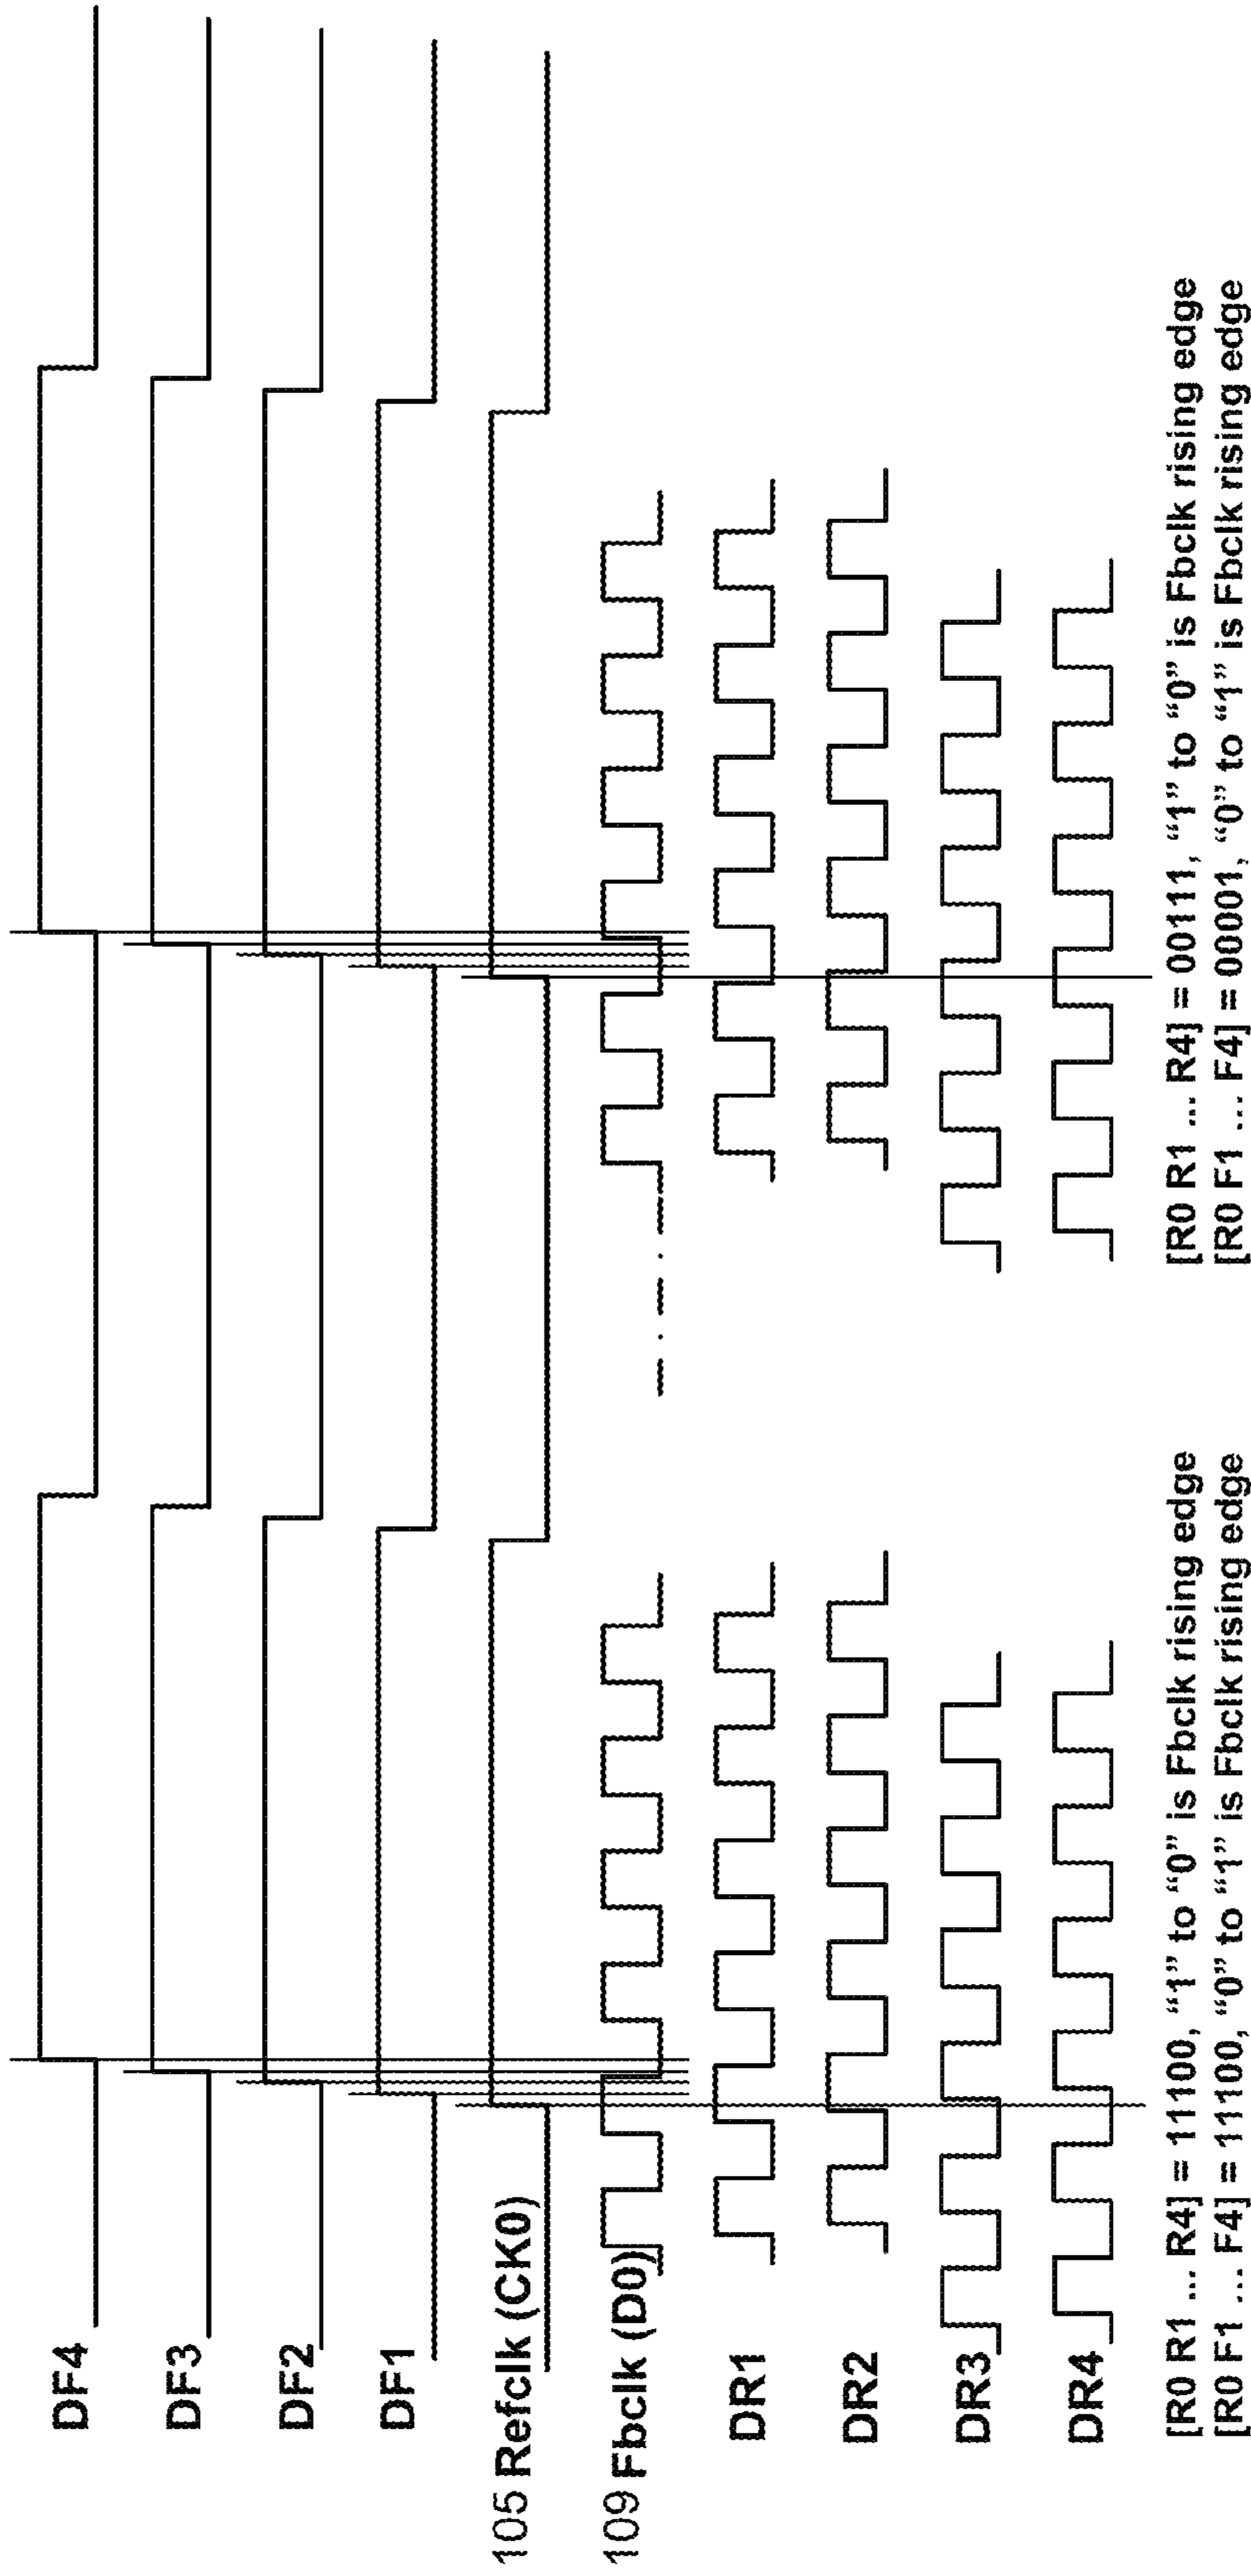 DF4
DF3
DF2
DF1
105 Refclk (CK0)
109 Fbclk (D0)
DR1
DR2
DR3
DR4
[R0 R1 ... R4] = 11100, “1” to “0” is Fbclk rising edge
[R0 F1 ... F4] = 11100, “0” to “1” is Fbclk rising edge
[R0 R1 ... R4] = 00111, “1” to “0” is Fbclk rising edge
[R0 F1 ... F4] = 00001, “0” to “1” is Fbclk rising edge